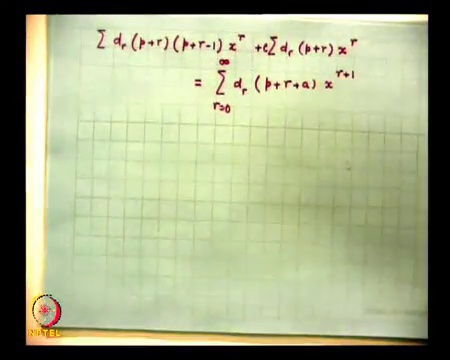 Σ d_r (p+r) (p+r-1) x^r + c Σ d_r (p+r) x^r
= Σ_{r=0}^{∞} d_r (p+r+a) x^{r+1}
NPTEL